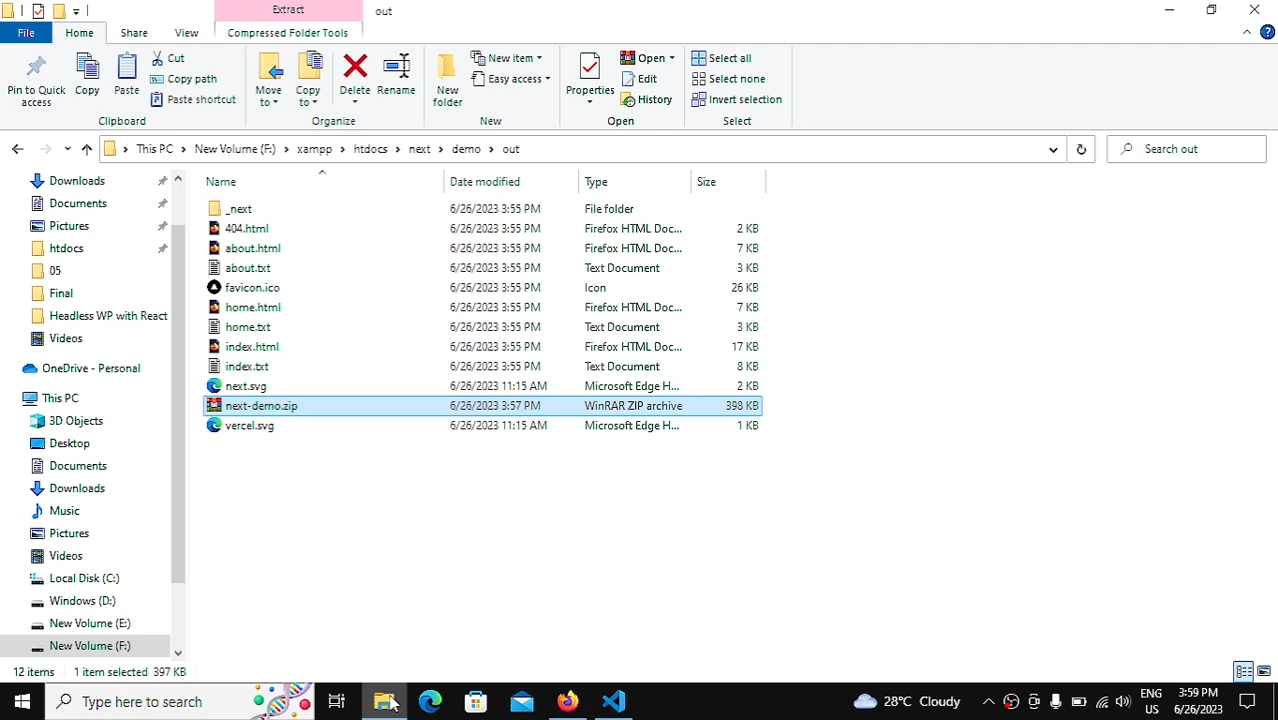 Extract
out
File
Home
Share
View
Compressed Folder Tools
Pin to Quick access
Copy
Paste
Cut
Copy path
Paste shortcut
Clipboard
Move to
Copy to
Delete
Rename
Organize
New folder
New item
Easy access
New
Properties
Open
Edit
History
Open
Select all
Select none
Invert selection
Select
This PC
New Volume (F:)
xampp
htdocs
next
demo
out
Search out
Downloads
Documents
Pictures
htdocs
05
Final
Headless WP with React
Videos
OneDrive - Personal
This PC
3D Objects
Desktop
Documents
Downloads
Music
Pictures
Videos
Local Disk (C:)
Windows (D:)
New Volume (E:)
New Volume (F:)
Name Date modified Type Size
_next 6/26/2023 3:55 PM File folder
404.html 6/26/2023 3:55 PM Firefox HTML Doc... 2 KB
about.html 6/26/2023 3:55 PM Firefox HTML Doc... 7 KB
about.txt 6/26/2023 3:55 PM Text Document 3 KB
favicon.ico 6/26/2023 3:55 PM Icon 26 KB
home.html 6/26/2023 3:55 PM Firefox HTML Doc... 7 KB
home.txt 6/26/2023 3:55 PM Text Document 3 KB
index.html 6/26/2023 3:55 PM Firefox HTML Doc... 17 KB
index.txt 6/26/2023 3:55 PM Text Document 8 KB
next.svg 6/26/2023 11:15 AM Microsoft Edge H... 2 KB
next-demo.zip 6/26/2023 3:57 PM WinRAR ZIP archive 398 KB
vercel.svg 6/26/2023 11:15 AM Microsoft Edge H... 1 KB
12 items 1 item selected 397 KB
Type here to search
28°C Cloudy
ENG
US
3:59 PM
6/26/2023